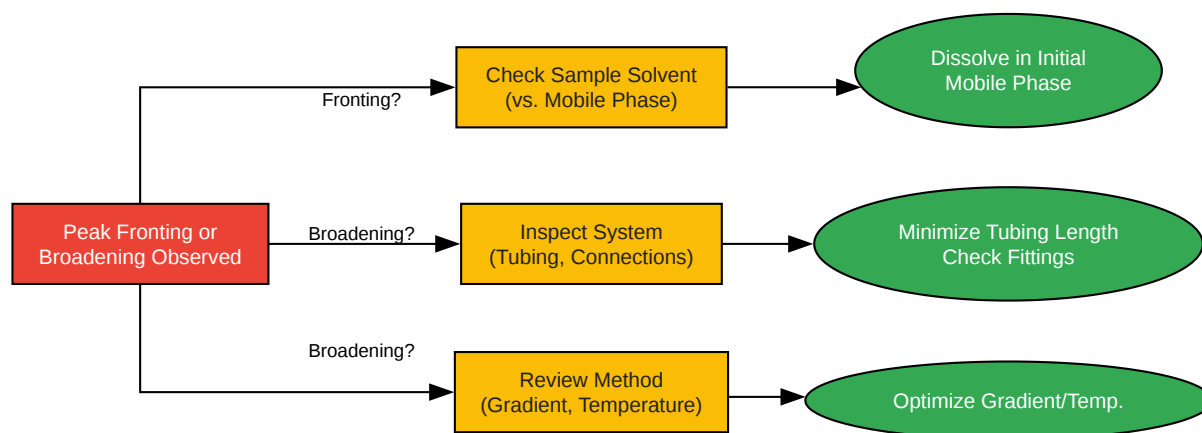 Peak Fronting or
Broadening Observed
Fronting?
Check Sample Solvent
(vs. Mobile Phase)
Dissolve in Initial
Mobile Phase
Broadening?
Inspect System
(Tubing, Connections)
Minimize Tubing Length
Check Fittings
Broadening?
Review Method
(Gradient, Temperature)
Optimize Gradient/Temp.